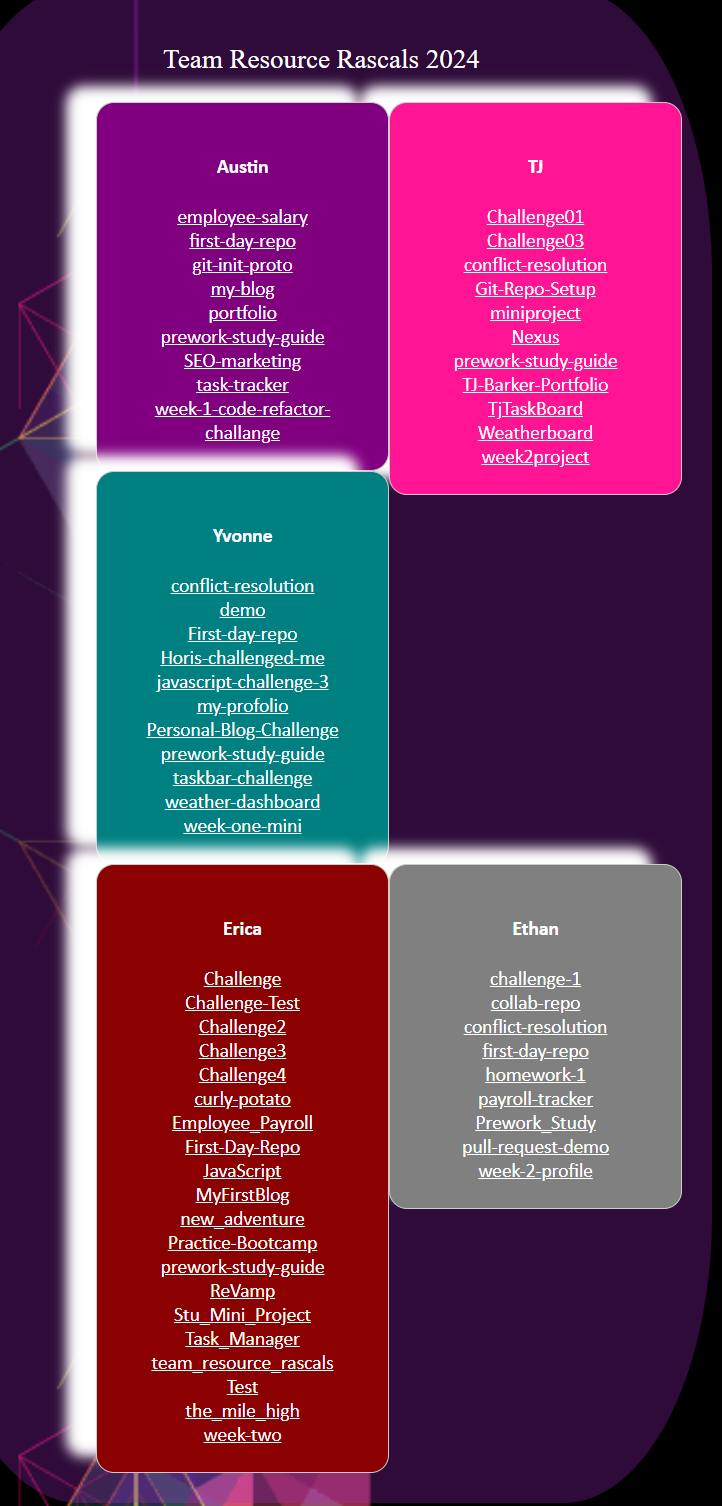 Team Resource Rascals 2024
Austin
employee-salary
first-day-repo
git-init-proto
my-blog
portfolio
prework-study-guide
SEO-marketing
task-tracker
week-1-code-refactor-
challange
TJ
Challenge01
Challenge03
conflict-resolution
Git-Repo-Setup
miniproject
Nexus
prework-study-guide
TJ-Barker-Portfolio
TjTaskBoard
Weatherboard
week2project
Yvonne
conflict-resolution
demo
First-day-repo
Horis-challenged-me
javascript-challenge-3
my-profolio
Personal-Blog-Challenge
prework-study-guide
taskbar-challenge
weather-dashboard
week-one-mini
Erica
Challenge
Challenge-Test
Challenge2
Challenge3
Challenge4
curly-potato
Employee_Payroll
First-Day-Repo
JavaScript
MyFirstBlog
new_adventure
Practice-Bootcamp
prework-study-guide
ReVamp
Stu_Mini_Project
Task_Manager
team_resource_rascals
Test
the_mile_high
week-two
Ethan
challenge-1
collab-repo
conflict-resolution
first-day-repo
homework-1
payroll-tracker
Prework_Study
pull-request-demo
week-2-profile